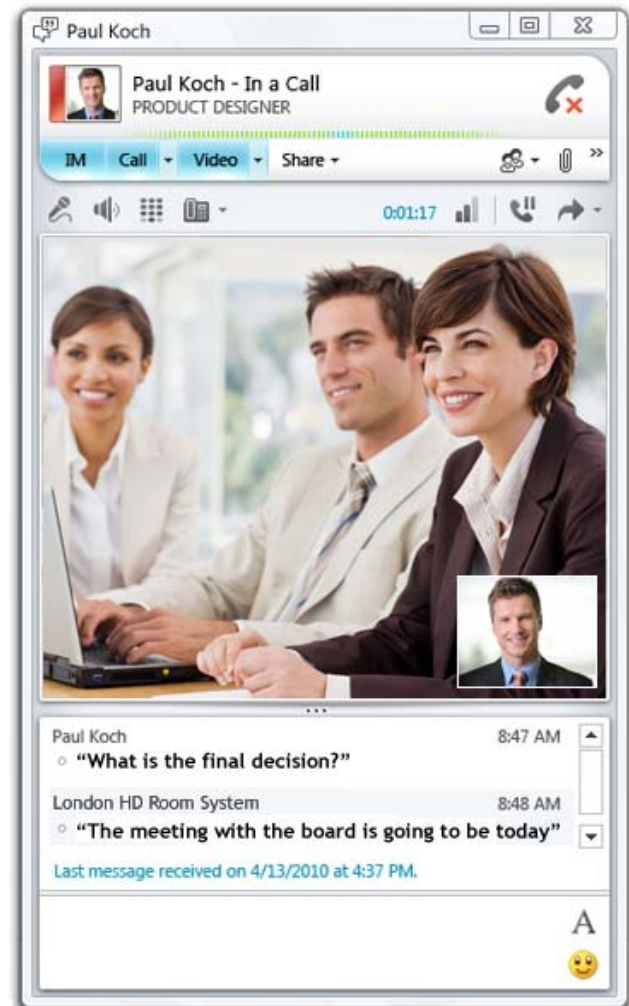 Paul Koch
Paul Koch - In a Call
PRODUCT DESIGNER
IM Call Video Share
0:01:17
Paul Koch 8:47 AM
“What is the final decision?”
London HD Room System 8:48 AM
“The meeting with the board is going to be today”
Last message received on 4/13/2010 at 4:37 PM.
A